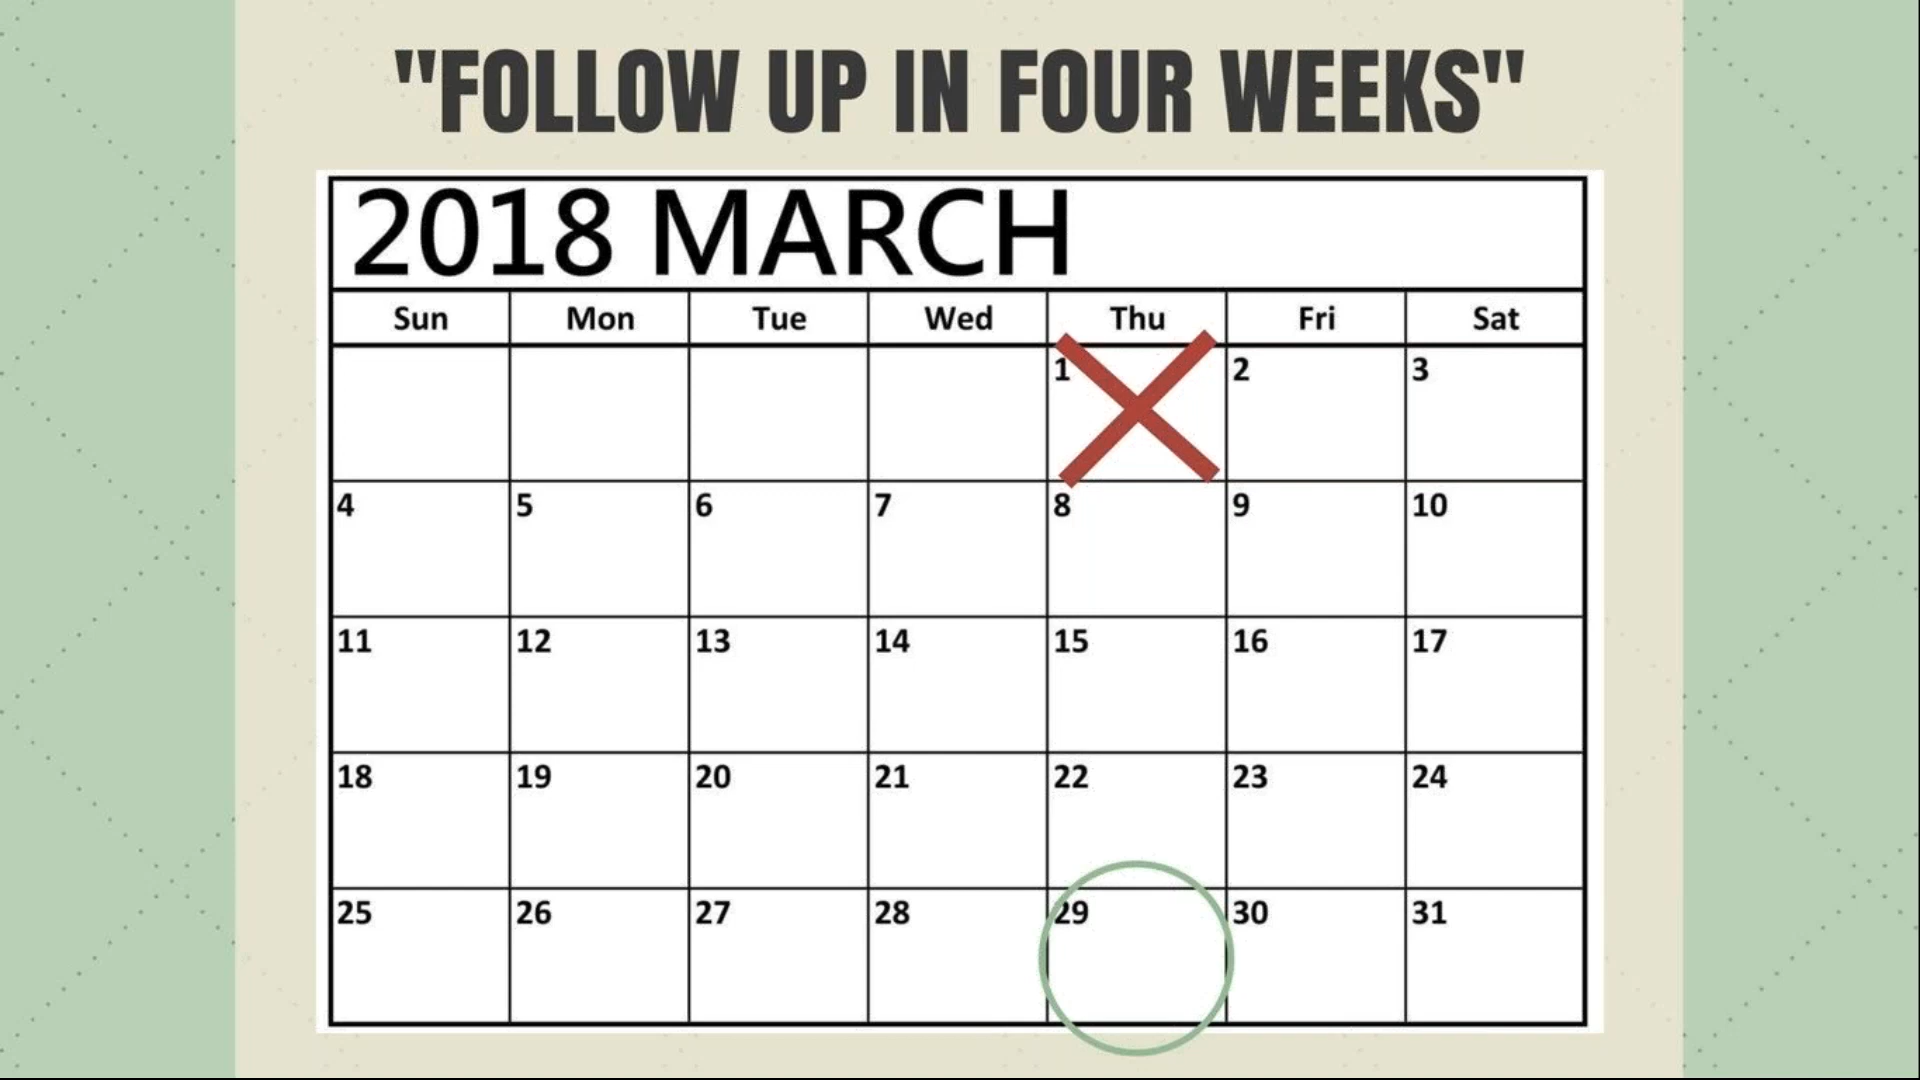 "FOLLOW UP IN FOUR WEEKS"
2018 MARCH
Sun Mon Tue Wed Thu Fri Sat
1 2 3
4 5 6 7 8 9 10
11 12 13 14 15 16 17
18 19 20 21 22 23 24
25 26 27 28 29 30 31